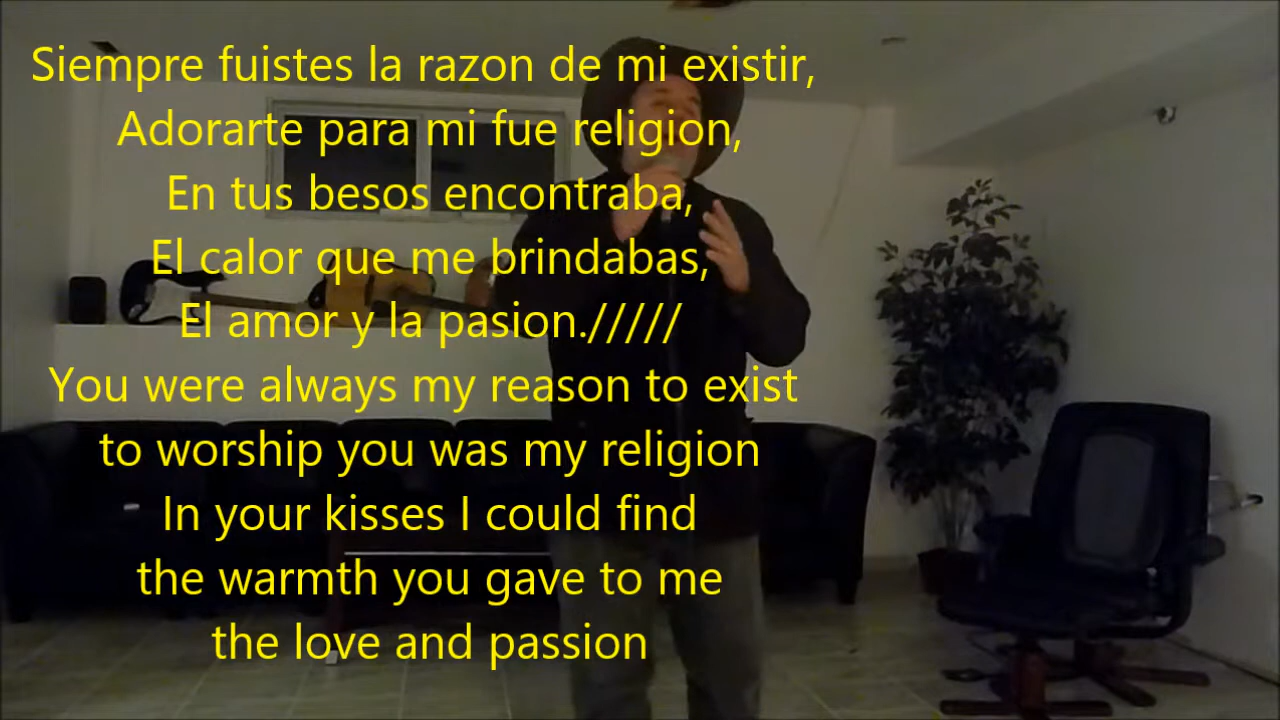 Siempre fuistes la razon de mi existir,
Adorarte para mi fue religion,
En tus besos encontraba,
El calor que me brindabas,
El amor y la pasion./////
You were always my reason to exist
to worship you was my religion
In your kisses I could find
the warmth you gave to me
the love and passion